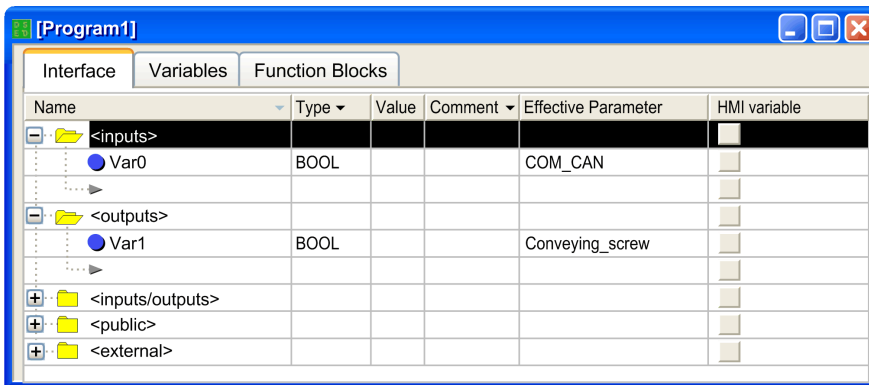 [Program1]
Interface Variables Function Blocks
Name Type Value Comment Effective Parameter HMI variable
<inputs>
Var0 BOOL COM_CAN
<outputs>
Var1 BOOL Conveying_screw
<inputs/outputs>
<public>
<external>